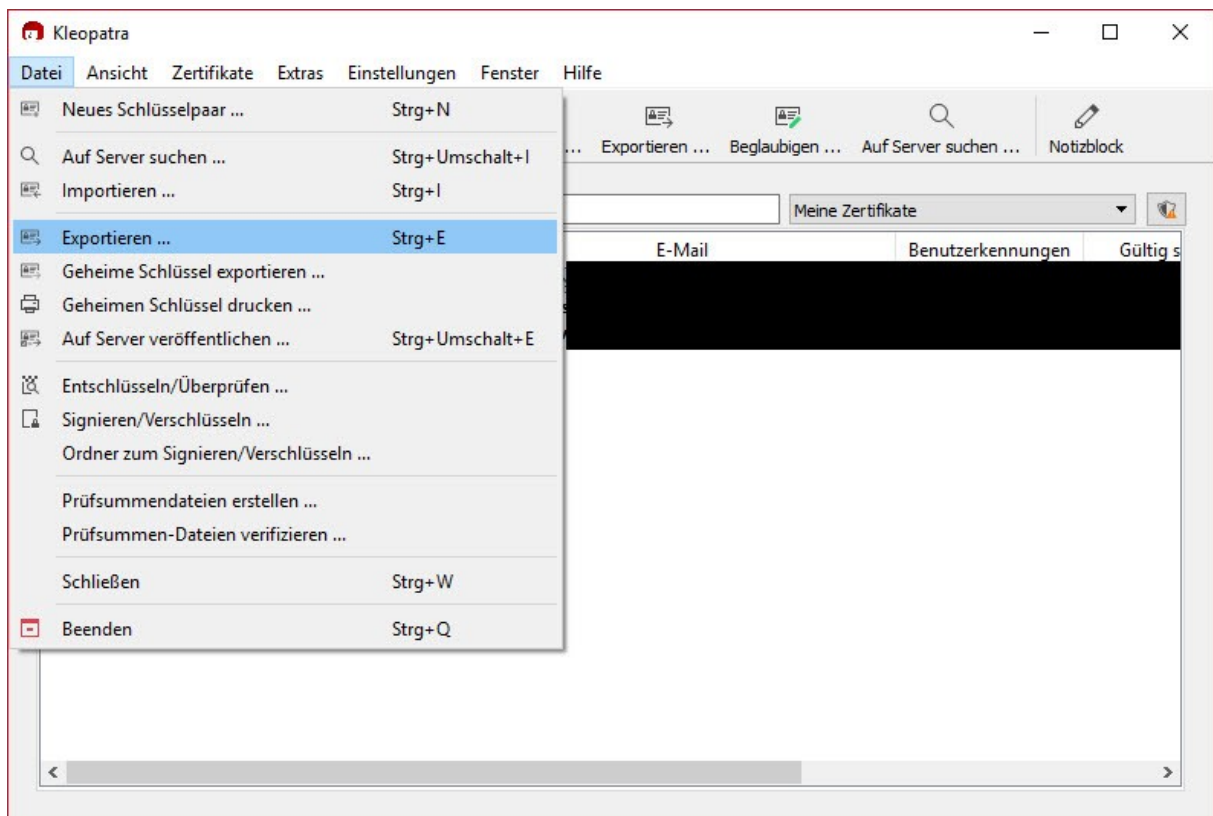 Kleopatra
Datei Ansicht Zertifikate Extras Einstellungen Fenster Hilfe
Neues Schlüsselpaar ... Strg+N
Auf Server suchen ... Strg+Umschalt+I
Importieren ... Strg+I
Exportieren ... Strg+E
Geheime Schlüssel exportieren ...
Geheimen Schlüssel drucken ...
Auf Server veröffentlichen ... Strg+Umschalt+E
Entschlüsseln/Überprüfen ...
Signieren/Verschlüsseln ...
Ordner zum Signieren/Verschlüsseln ...
Prüfsummendateien erstellen ...
Prüfsummen-Dateien verifizieren ...
Schließen Strg+W
Beenden Strg+Q
... Exportieren ... Beglaubigen ... Auf Server suchen ... Notizblock
Meine Zertifikate
E-Mail Benutzerkennungen Gültig s